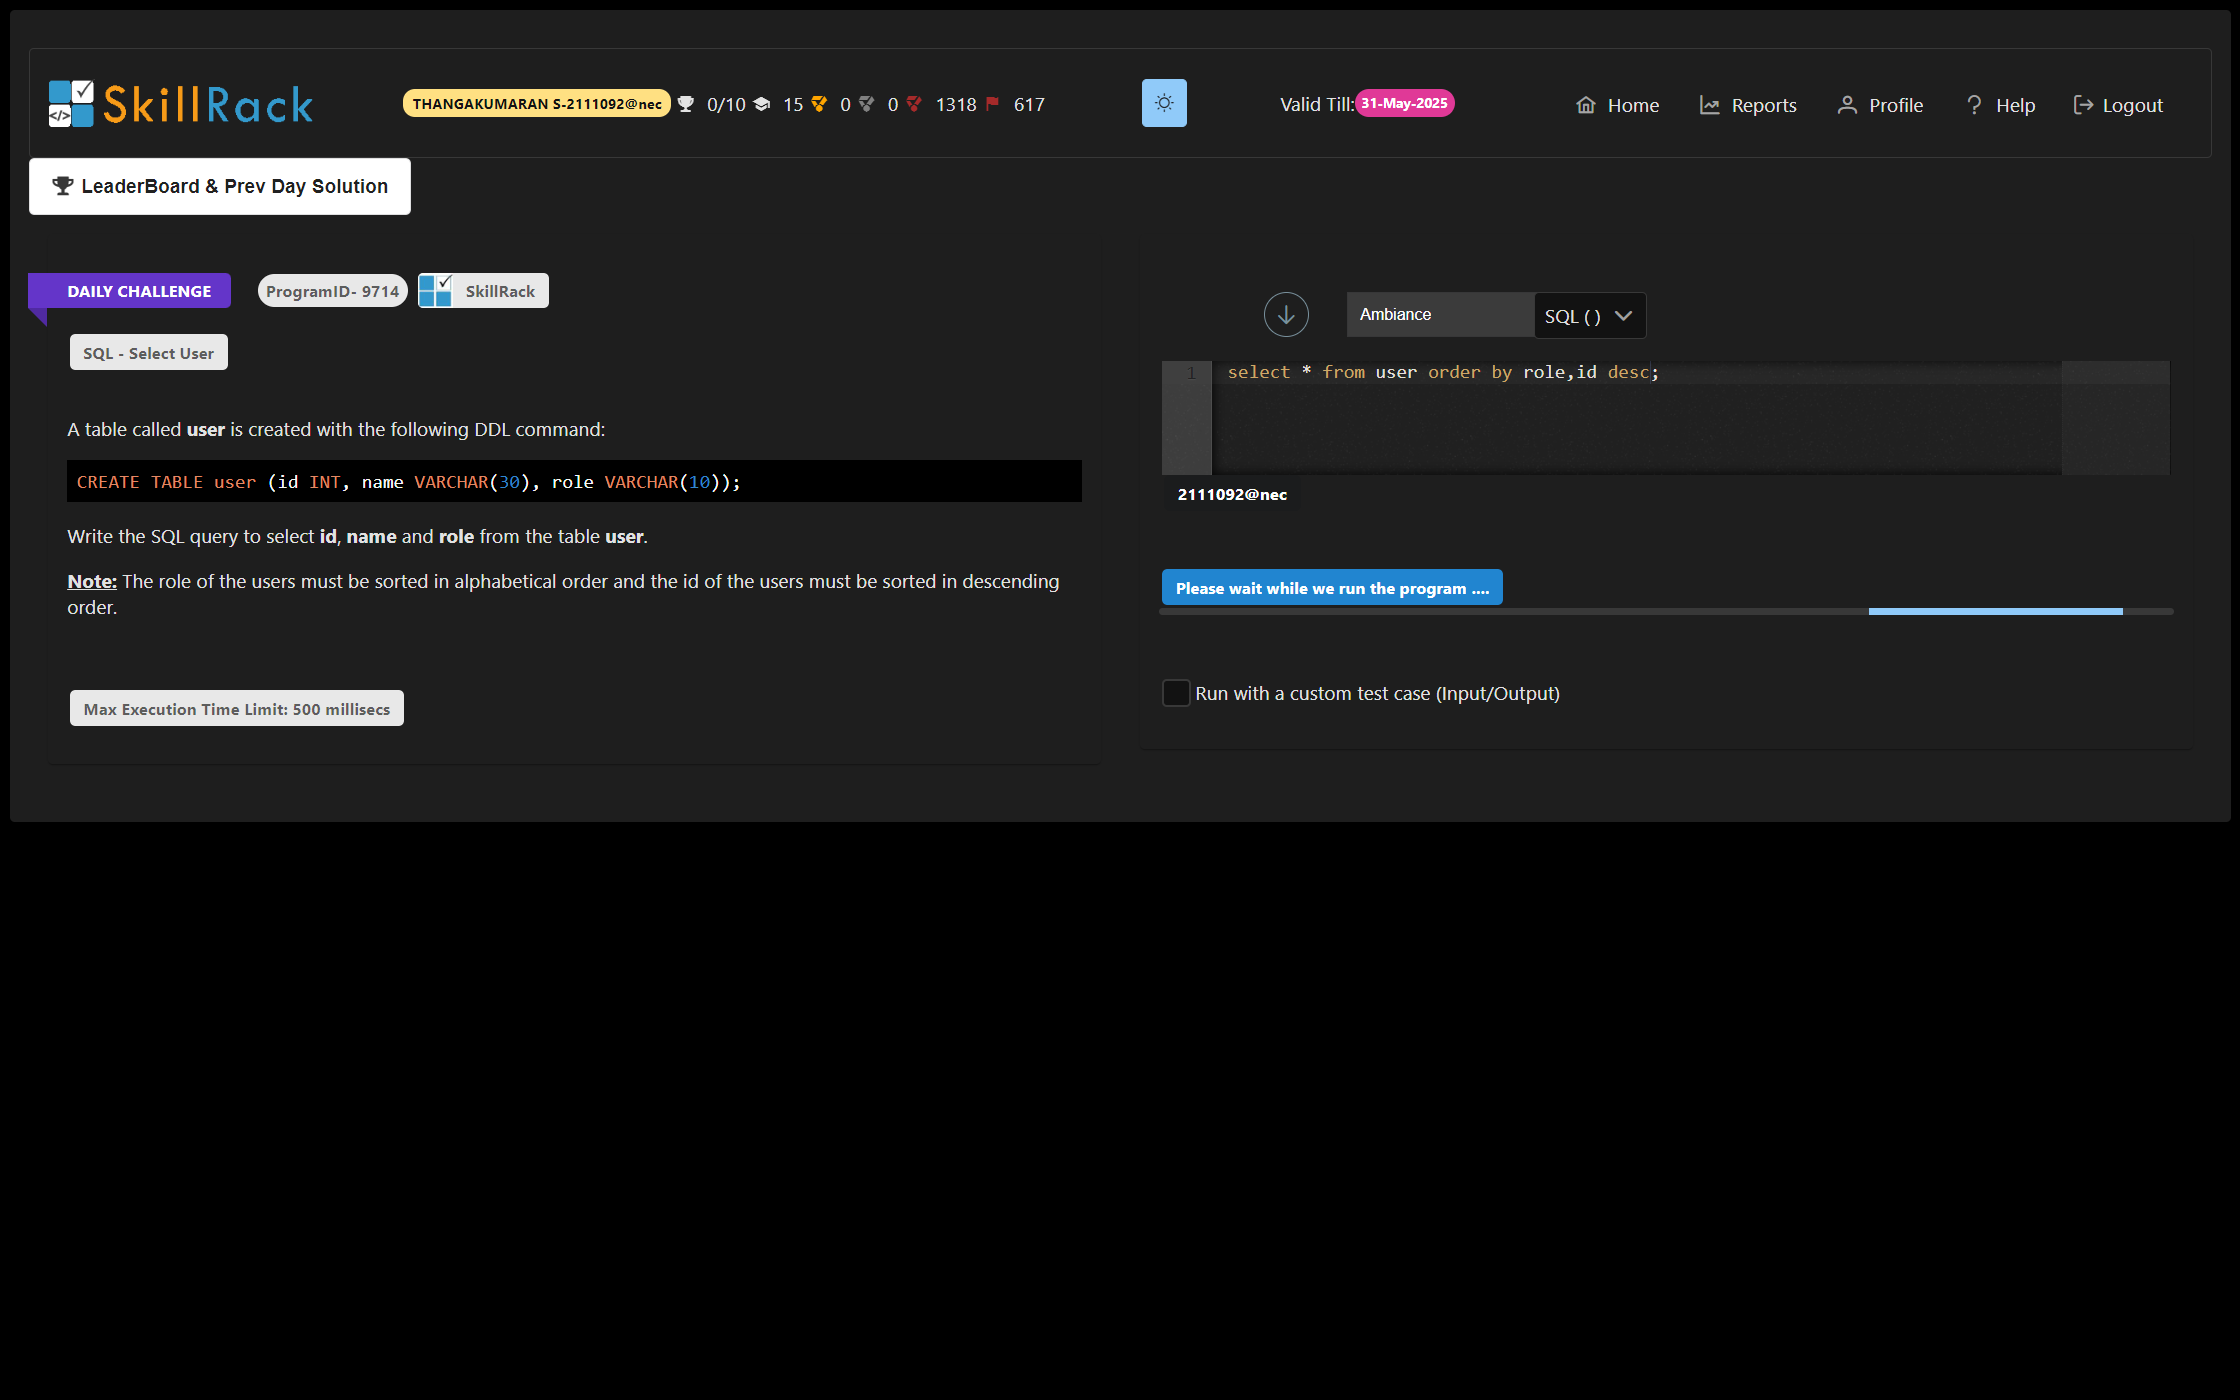 SkillRack
THANGAKUMARAN S-2111092@nec 0/10 15 0 0 1318 617
Valid Till: 31-May-2025
Home Reports Profile Help Logout
LeaderBoard & Prev Day Solution
DAILY CHALLENGE ProgramID- 9714 SkillRack
SQL - Select User
A table called user is created with the following DDL command:
CREATE TABLE user (id INT, name VARCHAR(30), role VARCHAR(10));
Write the SQL query to select id, name and role from the table user.
Note: The role of the users must be sorted in alphabetical order and the id of the users must be sorted in descending
order.
Max Execution Time Limit: 500 millisecs
Ambiance SQL ( )
1 select * from user order by role,id desc;
2111092@nec
Please wait while we run the program ....
Run with a custom test case (Input/Output)